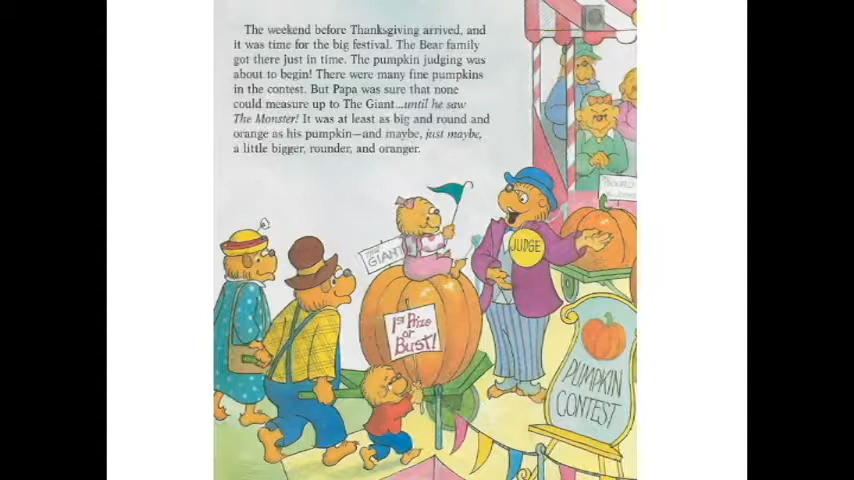 The weekend before Thanksgiving arrived, and
it was time for the big festival. The Bear family
got there just in time. The pumpkin judging was
about to begin! There were many fine pumpkins
in the contest. But Papa was sure that none
could measure up to The Giant...until he saw
The Monster! It was at least as big and round and
orange as his pumpkin—and maybe, just maybe,
a little bigger, rounder, and oranger.
JUDGE
THE
GIANT
1st Prize
or
Bust!
PUMPKIN
CONTEST